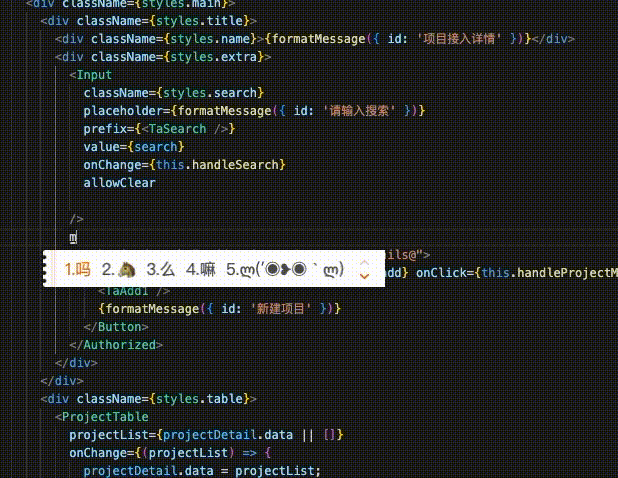 <div className={styles.main}>
<div className={styles.title}>
<div className={styles.name}>{formatMessage({ id: '项目接入详情' })}</div>
<div className={styles.extra}>
<Input
className={styles.search}
placeholder={formatMessage({ id: '请输入搜索' })}
prefix={<TaSearch />}
value={search}
onChange={this.handleSearch}
allowClear
/>
m
ils@">
1.吗 2.🐴 3.么 4.嘛 5.ლ(′◉❥◉｀ლ)
add} onClick={this.handleProjectM
<TaAdd1 />
{formatMessage({ id: '新建项目' })}
</Button>
</Authorized>
</div>
</div>
<div className={styles.table}>
<ProjectTable
projectList={projectDetail.data || []}
onChange={(projectList) => {
projectDetail.data = projectList;